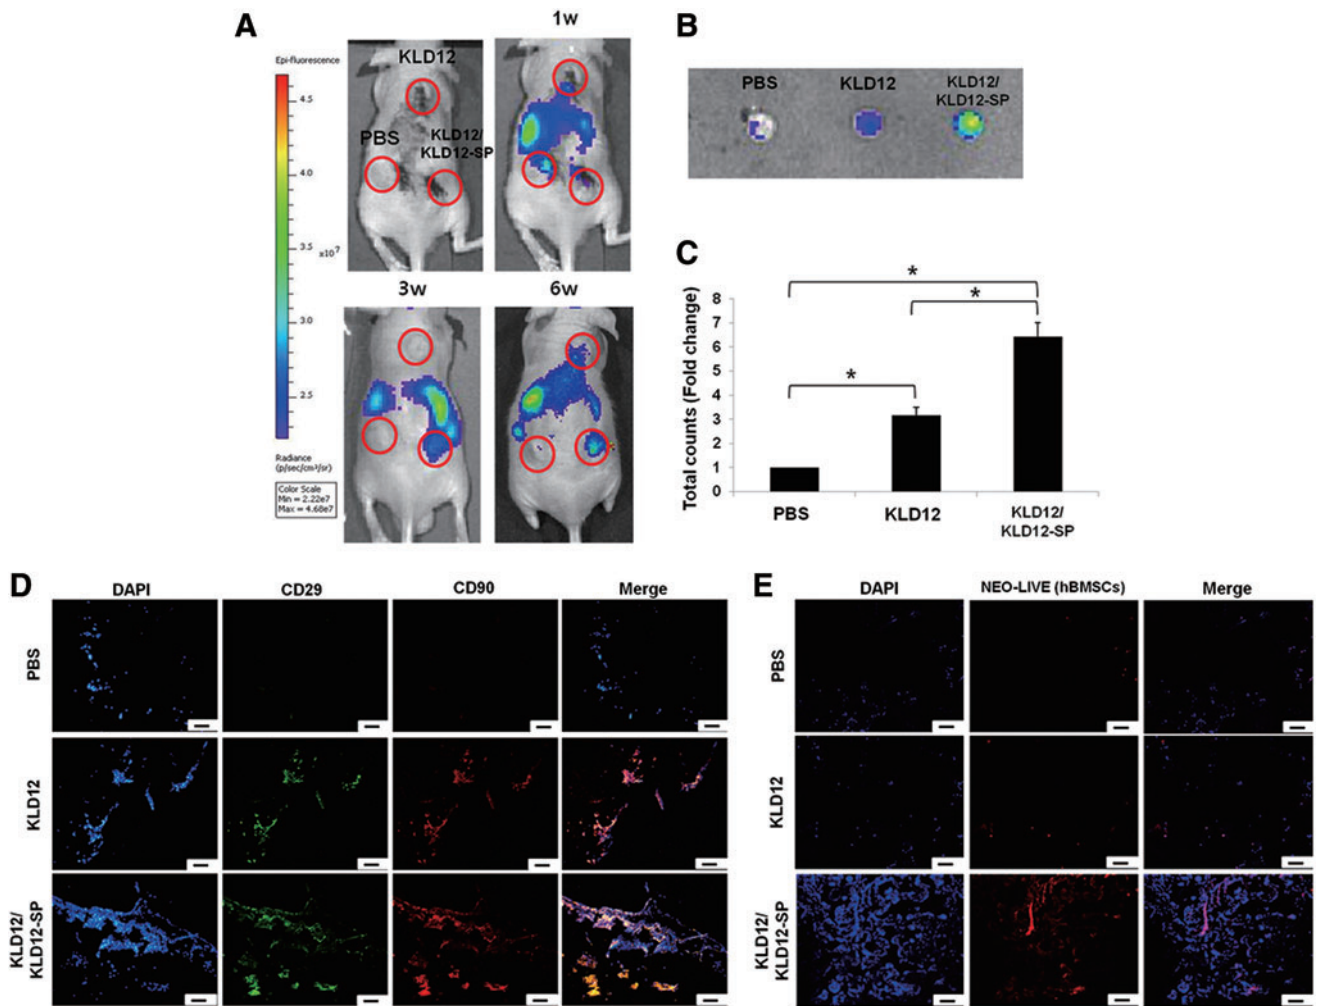 A
1w
Epi-fluorescence
4.5
4.0
3.5
x10⁷
3.0
2.5
Radiance
(p/sec/cm²/sr)
Color Scale
Min = 2.22e7
Max = 4.68e7
KLD12
PBS
KLD12/
KLD12-SP
3w
6w
B
PBS
KLD12
KLD12/
KLD12-SP
C
Total counts (Fold change)
8
7
6
5
4
3
2
1
0
*
*
*
PBS
KLD12
KLD12/
KLD12-SP
D
DAPI
CD29
CD90
Merge
PBS
KLD12
KLD12/
KLD12-SP
E
DAPI
NEO-LIVE (hBMSCs)
Merge
PBS
KLD12
KLD12/
KLD12-SP